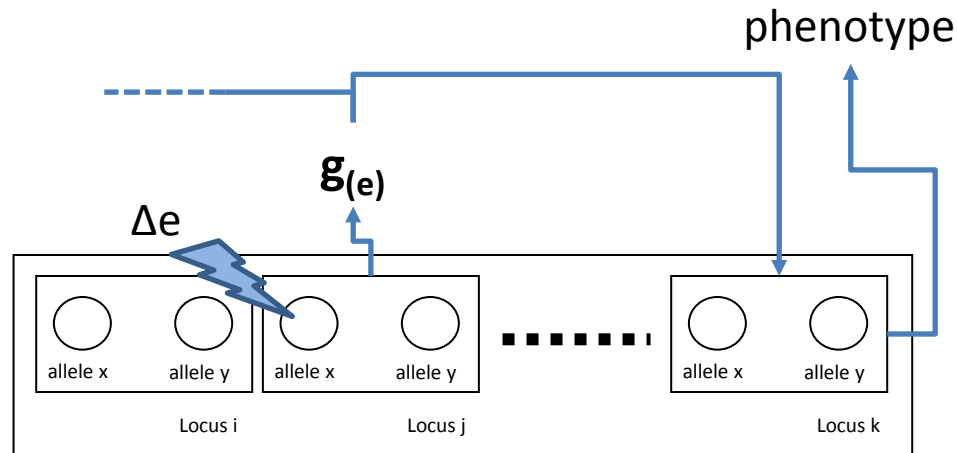 phenotype
g(e)
Δe
allele x
allele y
allele x
allele y
allele x
allele y
Locus i
Locus j
Locus k